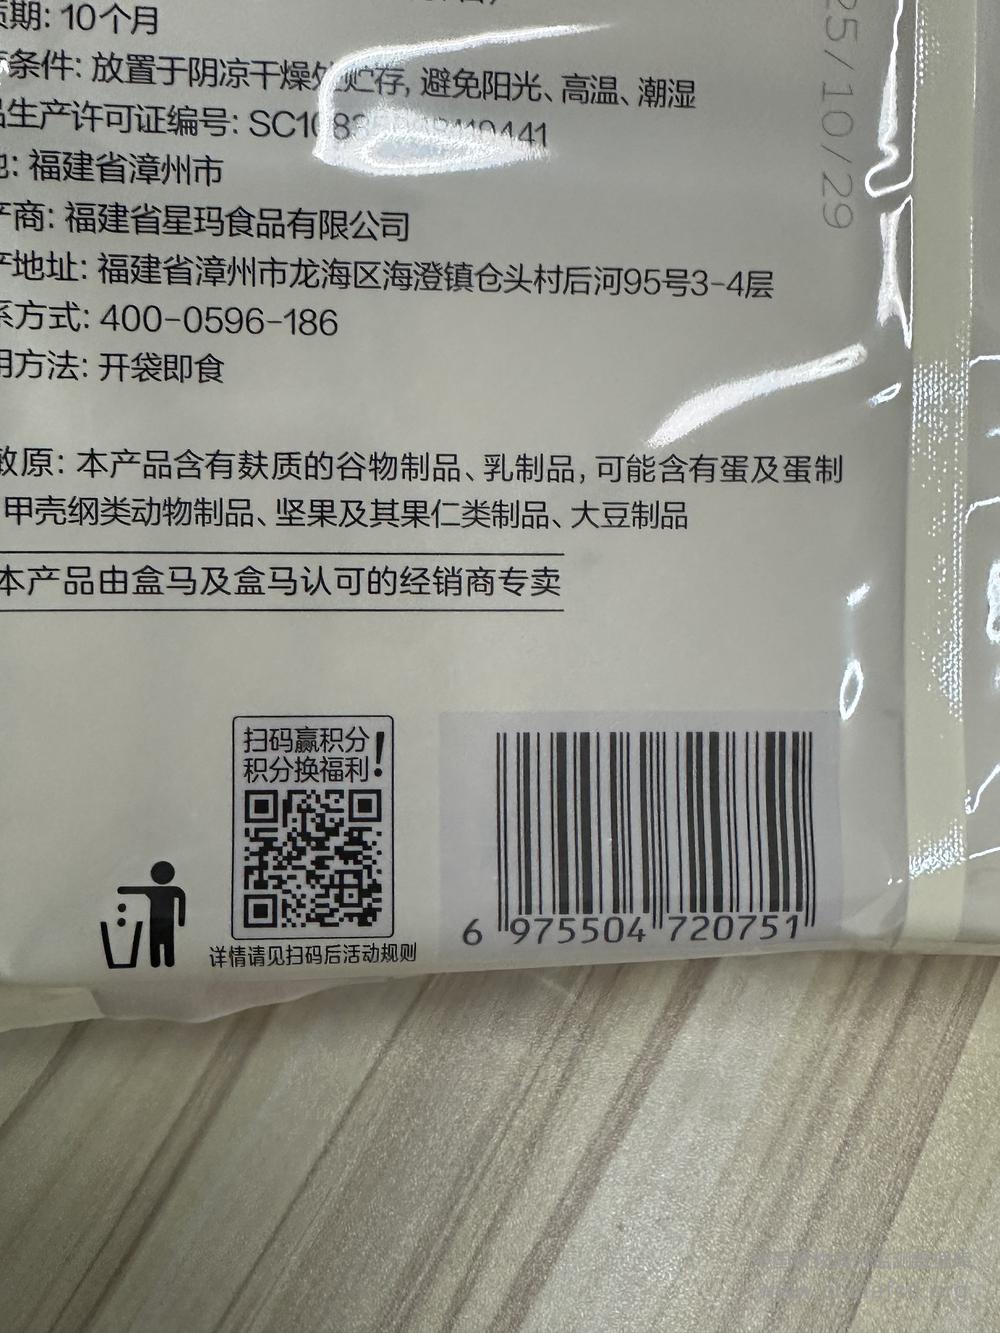 质期: 10个月
条件: 放置于阴凉干燥处贮存, 避免阳光、高温、潮湿
品生产许可证编号: SC10
地: 福建省漳州市
产商: 福建省星玛食品有限公司
产地址: 福建省漳州市龙海区海澄镇仓头村后河95号3-4层
系方式: 400-0596-186
用方法: 开袋即食
敏原: 本产品含有麸质的谷物制品、乳制品, 可能含有蛋及蛋制
甲壳纲类动物制品、坚果及其果仁类制品、大豆制品
本产品由盒马及盒马认可的经销商专卖
扫码赢积分
积分换福利!
详情请见扫码后活动规则
6 975504 720751
25/10/29